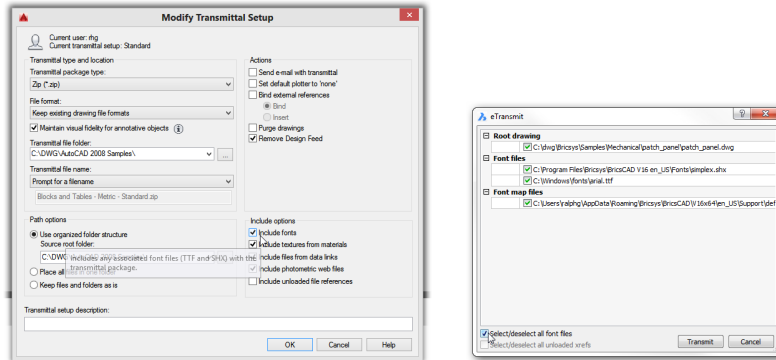 Modify Transmittal Setup
Current user: rhg
Current transmittal setup: Standard
Transmittal type and location
Transmittal package type:
Zip (*.zip)
File format:
Keep existing drawing file formats
Maintain visual fidelity for annotative objects
Transmittal file folder:
C:\DWG\AutoCAD 2008 Samples\
...
Transmittal file name:
Prompt for a filename
Blocks and Tables - Metric - Standard.zip
Actions
Send e-mail with transmittal
Set default plotter to 'none'
Bind external references
Bind
Insert
Purge drawings
Remove Design Feed
Path options
Use organized folder structure
Source root folder:
C:\DWG
Place all files in one folder
Keep files and folders as is
Include options
Include fonts
Include textures from materials
Include files from data links
Include photometric web files
Include unloaded file references
Includes any associated font files (TTF and SHX) with the
transmittal package.
Transmittal setup description:
OK Cancel Help
eTransmit
Root drawing
C:\dwg\Bricsys\Samples\Mechanical\patch_panel\patch_panel.dwg
Font files
C:\Program Files\Bricsys\BricsCAD V16 en_US\Fonts\simplex.shx
C:\Windows\fonts\arial.ttf
Font map files
C:\Users\ralphg\AppData\Roaming\Bricsys\BricsCAD\V16x64\en_US\Support\def
Select/deselect all font files
Select/deselect all unloaded xrefs
Transmit Cancel